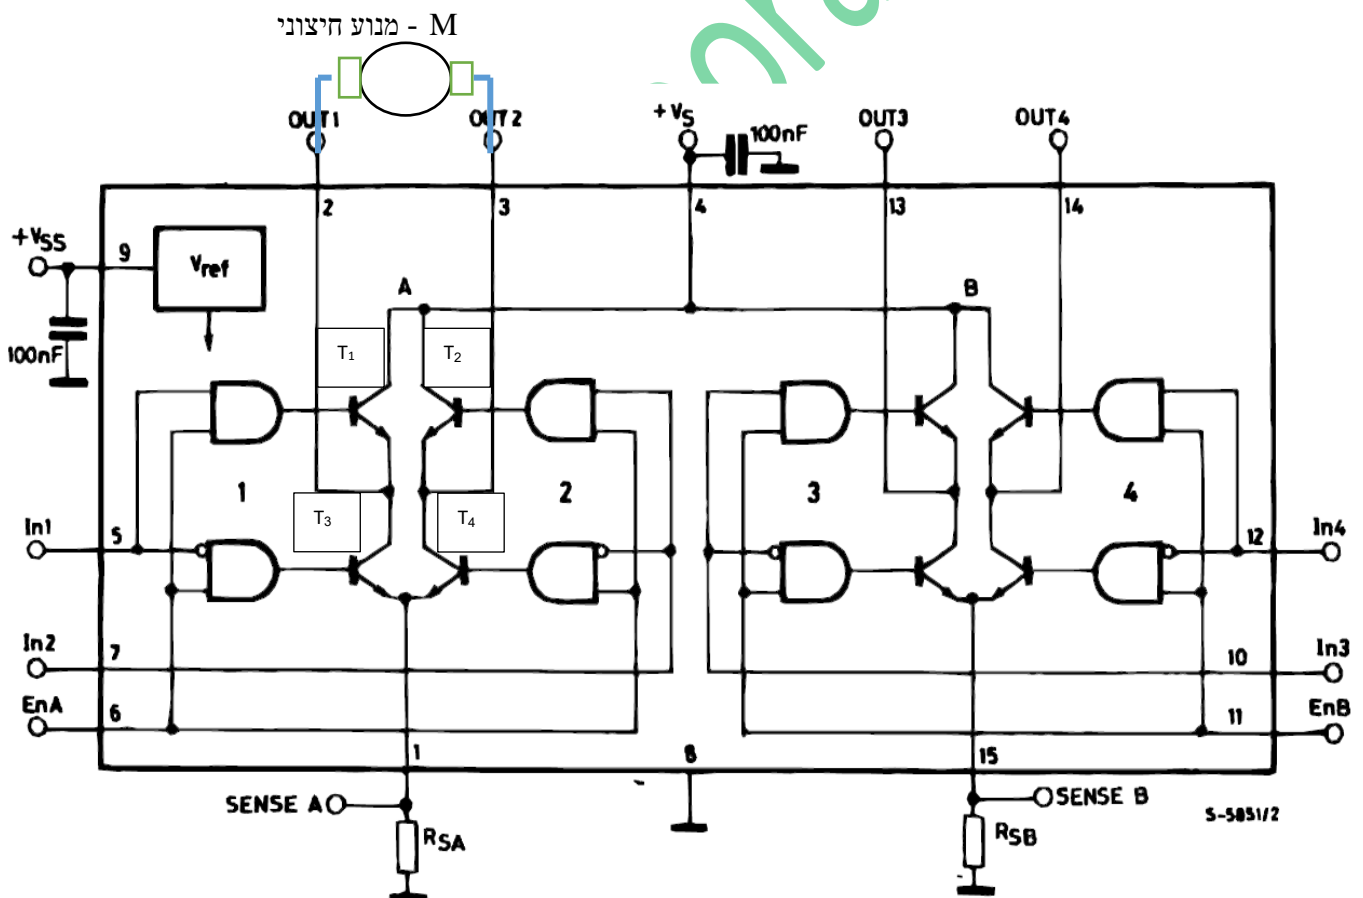 M - מנוע חיצוני
OUT1
OUT2
+VS
100nF
OUT3
OUT4
2
3
4
13
14
+VSS
9
Vref
A
B
T1
T2
100nF
1
2
3
4
T3
T4
In1
5
12
In4
In2
7
10
In3
EnA
6
11
EnB
1
8
15
SENSE A
SENSE B
S-5851/2
RSA
RSB